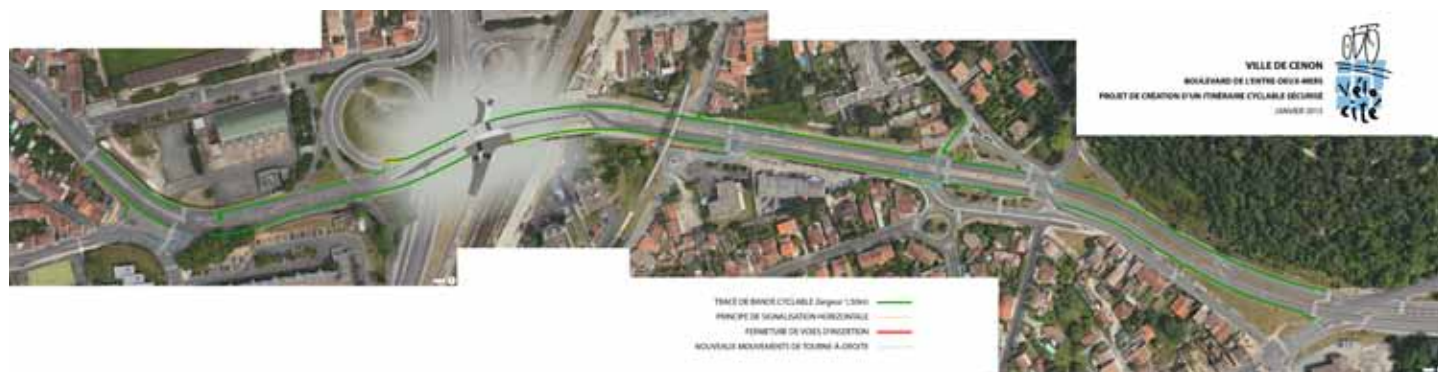 VILLE DE CENON
BOULEVARD DE L'ENTRE-DEUX-MERS
PROJET DE CRÉATION D'UN ITINÉRAIRE CYCLABLE SÉCURISÉ
JANVIER 2013
Vélo
Cité
TRACÉ DE BANDE CYCLABLE (largeur 1,50m)
PRINCIPE DE SIGNALISATION HORIZONTALE
FERMETURE DE VOIES D'INSERTION
NOUVEAUX MOUVEMENTS DE TOURNE-À-DROITE